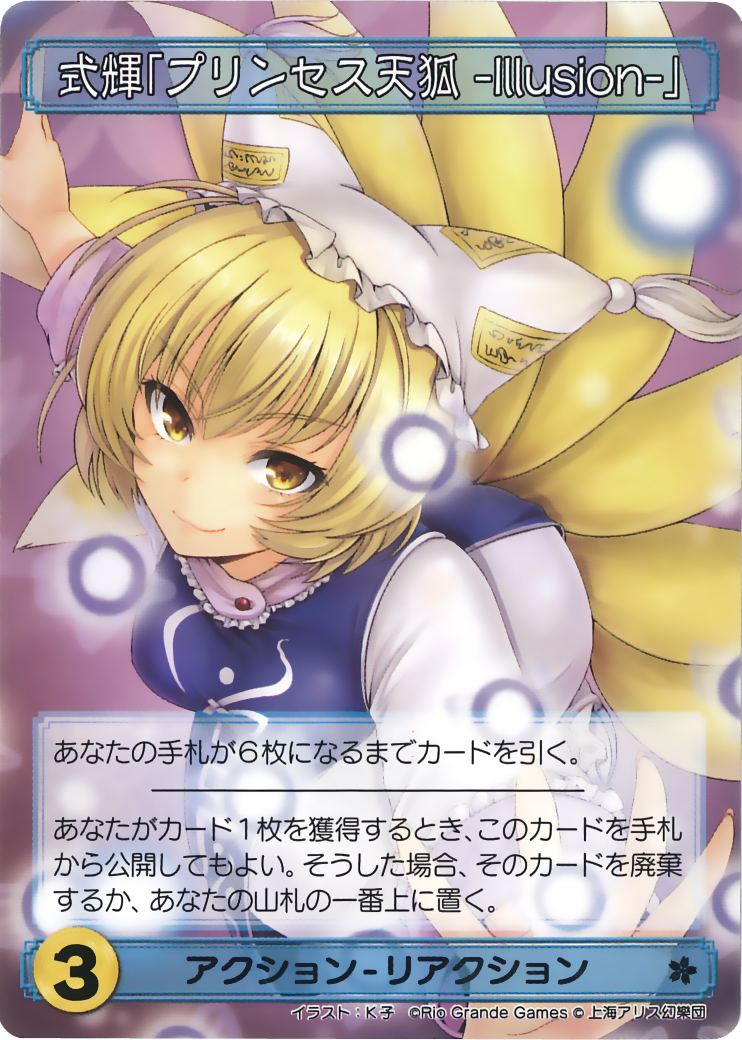 式輝「プリンセス天狐 -Illusion-」
あなたの手札が6枚になるまでカードを引く。
あなたがカード1枚を獲得するとき、このカードを手札
から公開してもよい。そうした場合、そのカードを廃棄
するか、あなたの山札の一番上に置く。
3
アクション-リアクション
イラスト:K子 ©Rio Grande Games © 上海アリス幻樂団